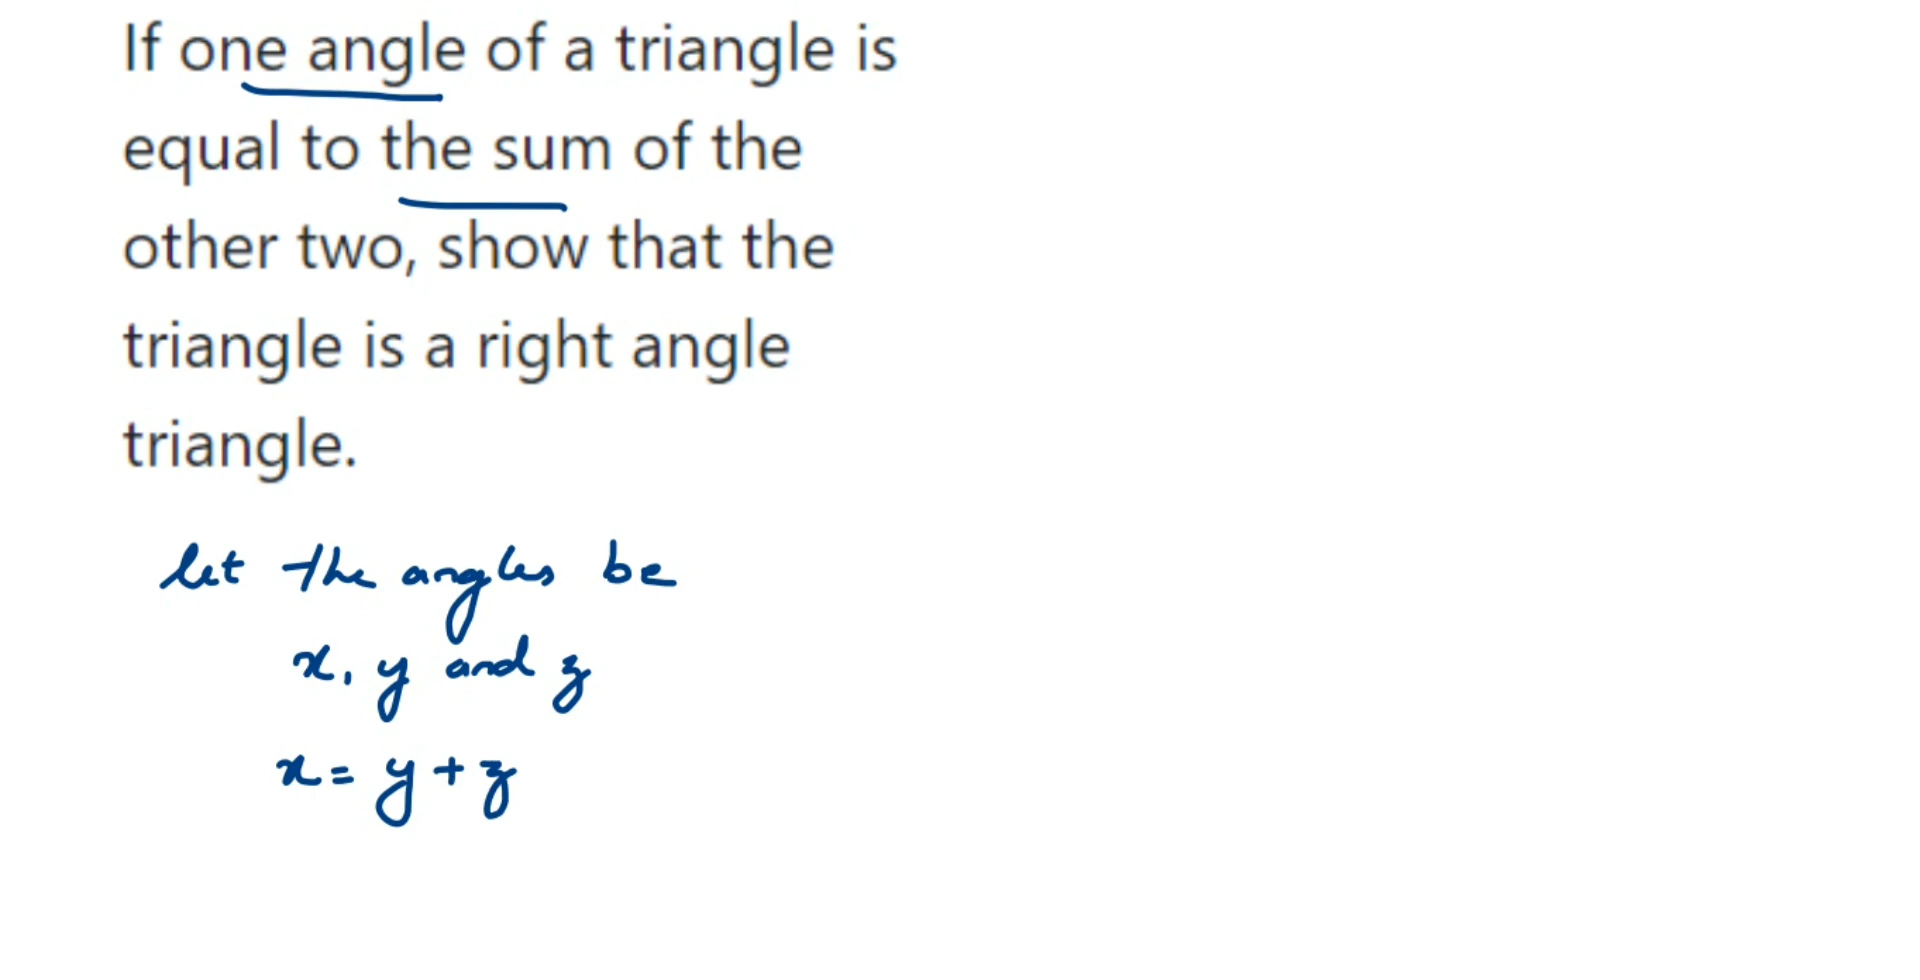 If one angle of a triangle is
equal to the sum of the
other two, show that the
triangle is a right angle
triangle.
let the angles be
x, y and z
x = y + z